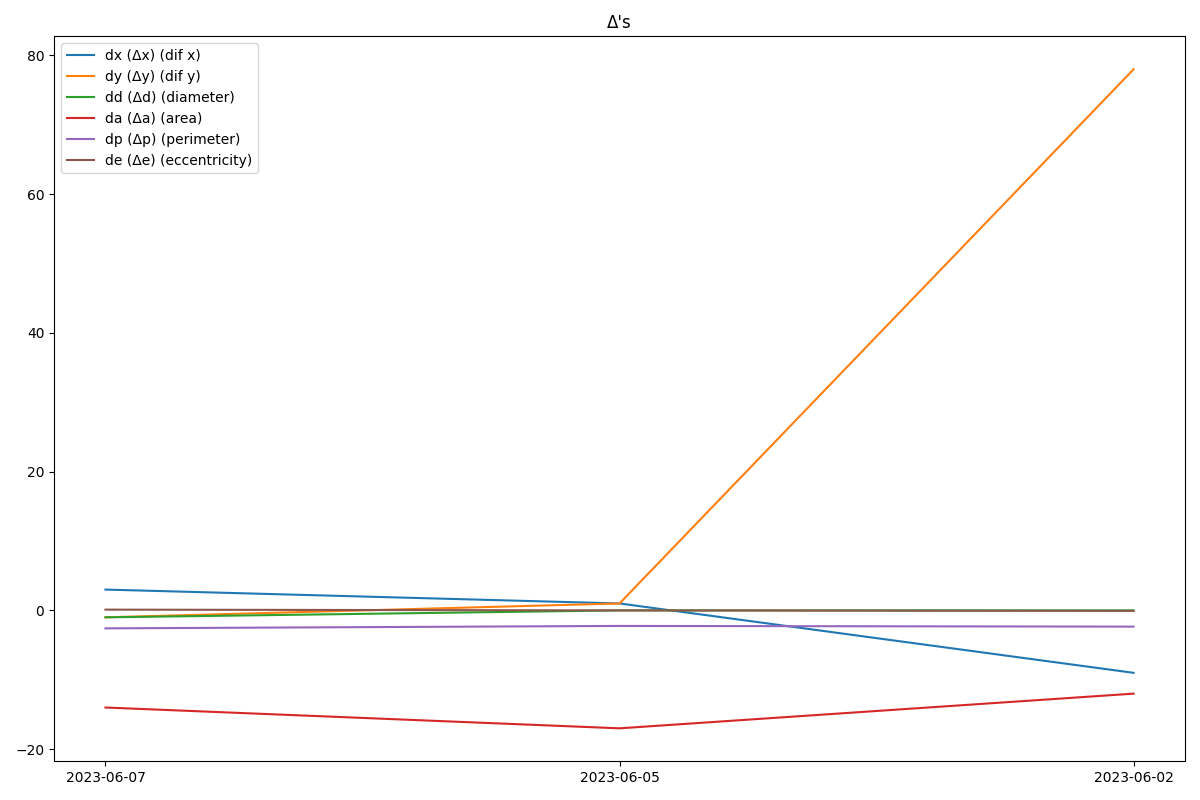 Δ's
dx (Δx) (dif x)
dy (Δy) (dif y)
dd (Δd) (diameter)
da (Δa) (area)
dp (Δp) (perimeter)
de (Δe) (eccentricity)
80
60
40
20
0
−20
2023-06-07 2023-06-05 2023-06-02